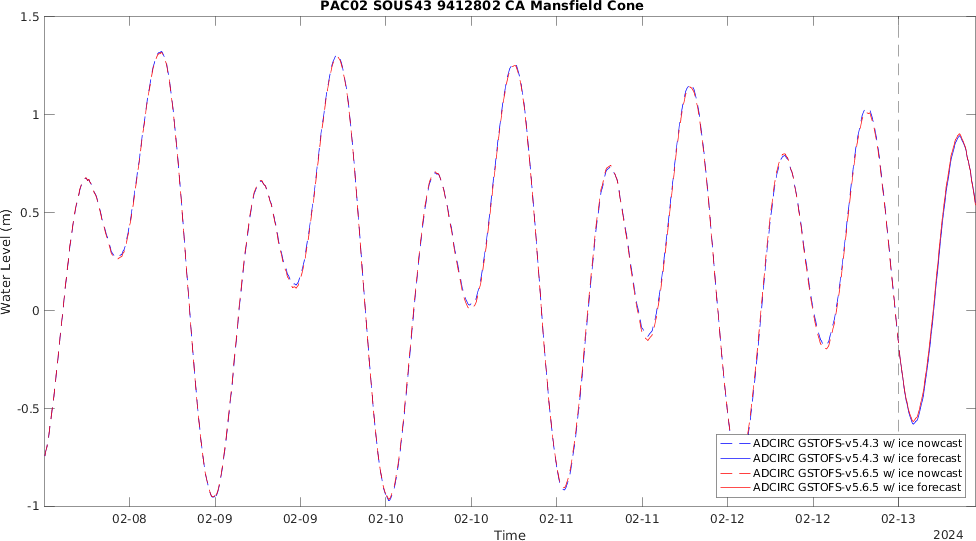 PAC02 SOUS43 9412802 CA Mansfield Cone
1.5
1
0.5
0
-0.5
-1
Water Level (m)
ADCIRC GSTOFS-v5.4.3 w/ ice nowcast
ADCIRC GSTOFS-v5.4.3 w/ ice forecast
ADCIRC GSTOFS-v5.6.5 w/ ice nowcast
ADCIRC GSTOFS-v5.6.5 w/ ice forecast
02-08 02-09 02-09 02-10 02-10 02-11 02-11 02-12 02-12 02-13
Time
2024